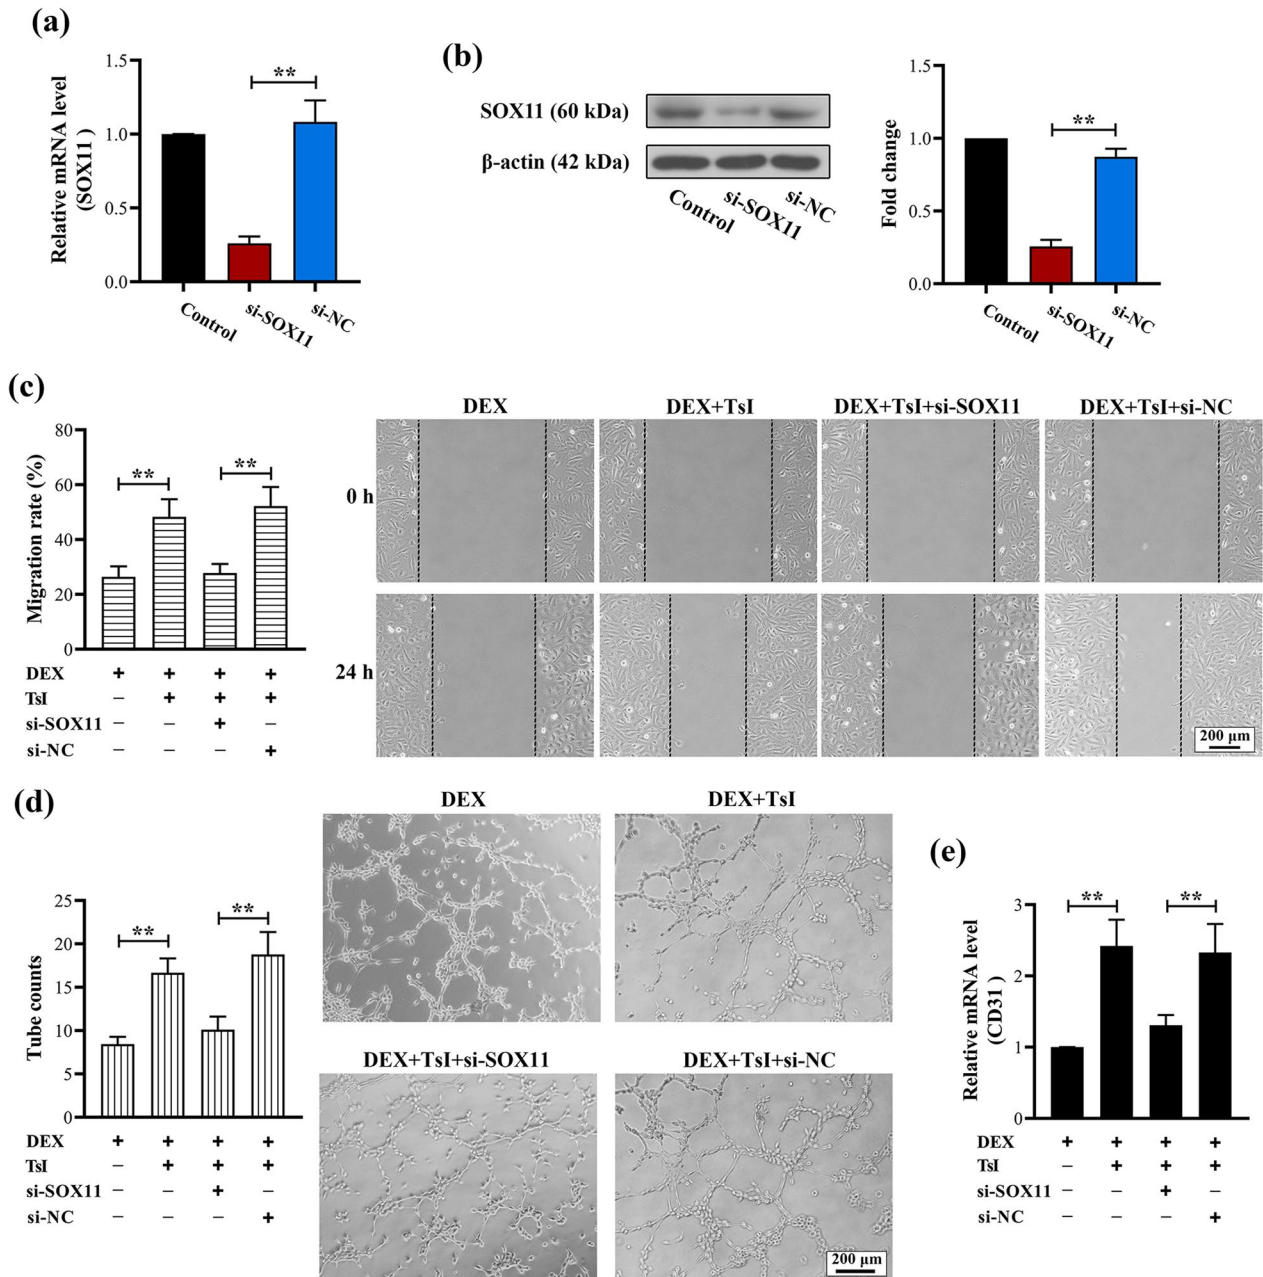 (a)
Relative mRNA level
(SOX11 )
1.5
1.0
0.5
0.0
**
Control
si-SOX11
si-NC
(b)
SOX11 (60 kDa)
β-actin (42 kDa)
Control
si-SOX11
si-NC
Fold change
1.5
1.0
0.5
0.0
**
Control
si-SOX11
si-NC
(c)
Migration rate (%)
80
60
40
20
0
** **
DEX + + + +
TsI – + + +
si-SOX11 – – + –
si-NC – – – +
DEX DEX+TsI DEX+TsI+si-SOX11 DEX+TsI+si-NC
0 h
24 h
200 μm
(d)
Tube counts
25
20
15
10
5
0
** **
DEX + + + +
TsI – + + +
si-SOX11 – – + –
si-NC – – – +
DEX DEX+TsI
DEX+TsI+si-SOX11 DEX+TsI+si-NC
200 μm
(e)
Relative mRNA level
(CD31 )
3
2
1
0
** **
DEX + + + +
TsI – + + +
si-SOX11 – – + –
si-NC – – – +